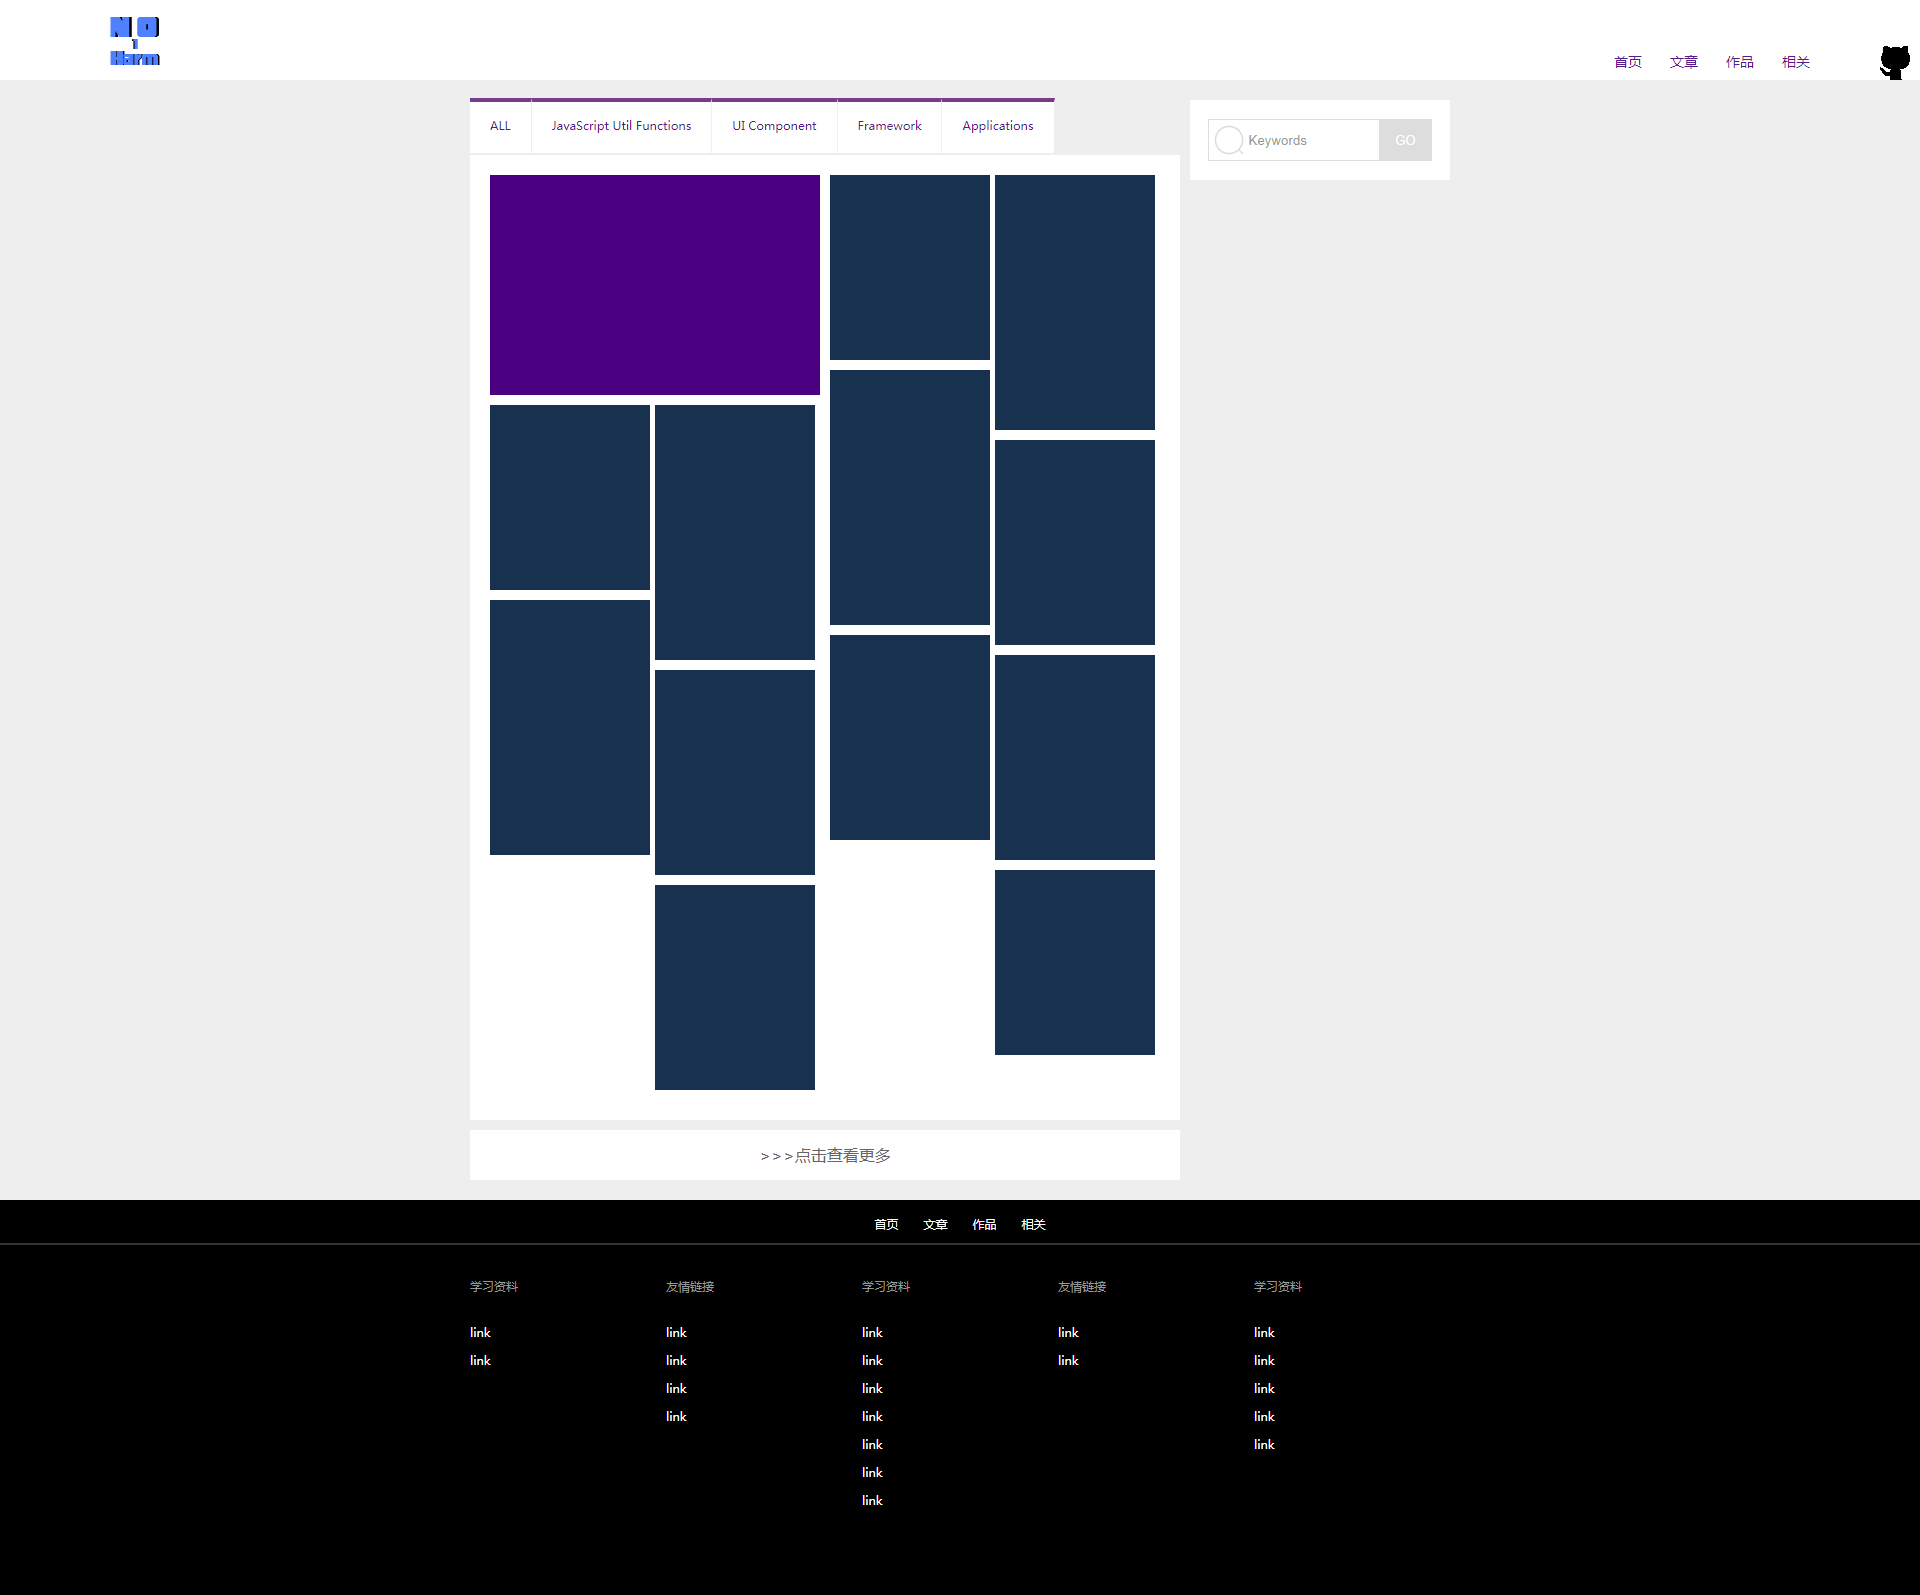 NO
1
Harm
首页 文章 作品 相关
ALL JavaScript Util Functions UI Component Framework Applications
Keywords GO
>>>点击查看更多
首页 文章 作品 相关
学习资料 友情链接 学习资料 友情链接 学习资料
link link link link link
link link link link link
link link link
link link link
link link
link
link